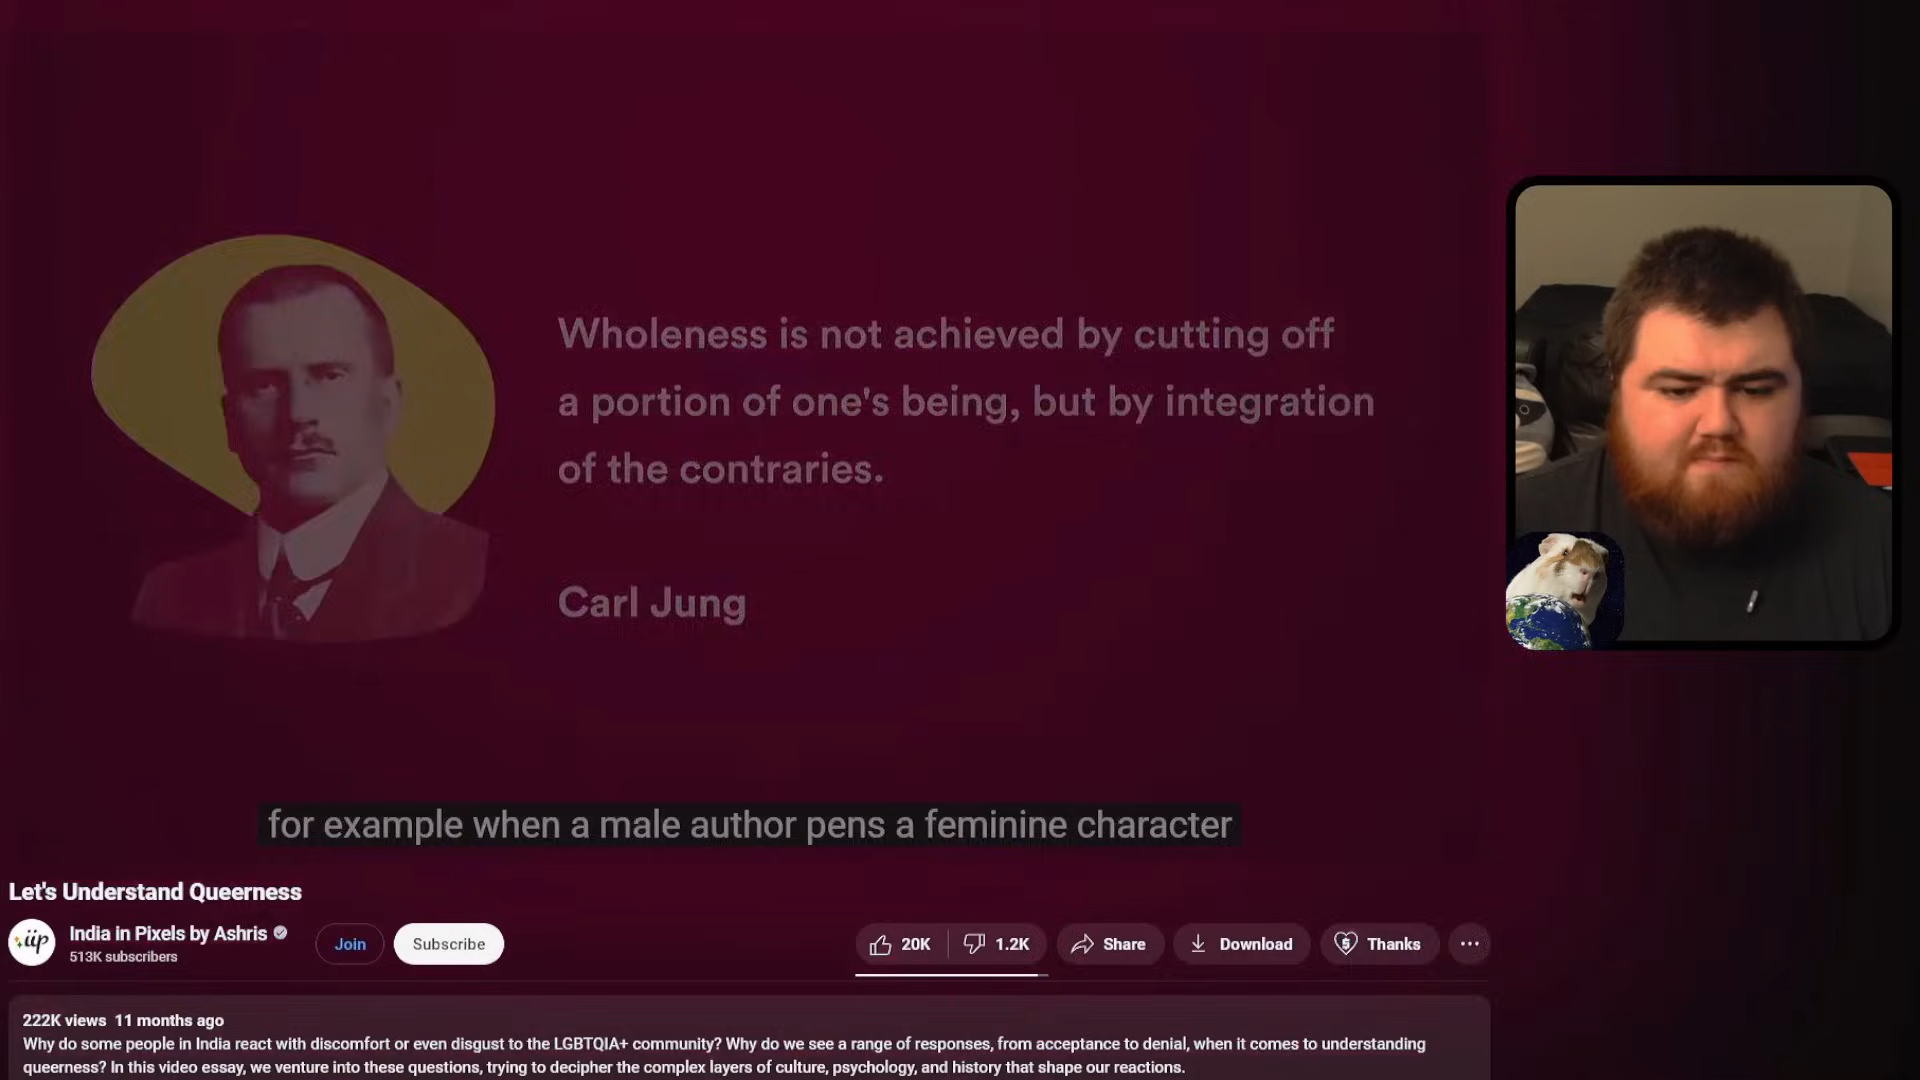 Wholeness is not achieved by cutting off
a portion of one's being, but by integration
of the contraries.
Carl Jung
for example when a male author pens a feminine character
Let's Understand Queerness
iip
India in Pixels by Ashris
513K subscribers
Join
Subscribe
20K
1.2K
Share
Download
Thanks
222K views 11 months ago
Why do some people in India react with discomfort or even disgust to the LGBTQIA+ community? Why do we see a range of responses, from acceptance to denial, when it comes to understanding
queerness? In this video essay, we venture into these questions, trying to decipher the complex layers of culture, psychology, and history that shape our reactions.